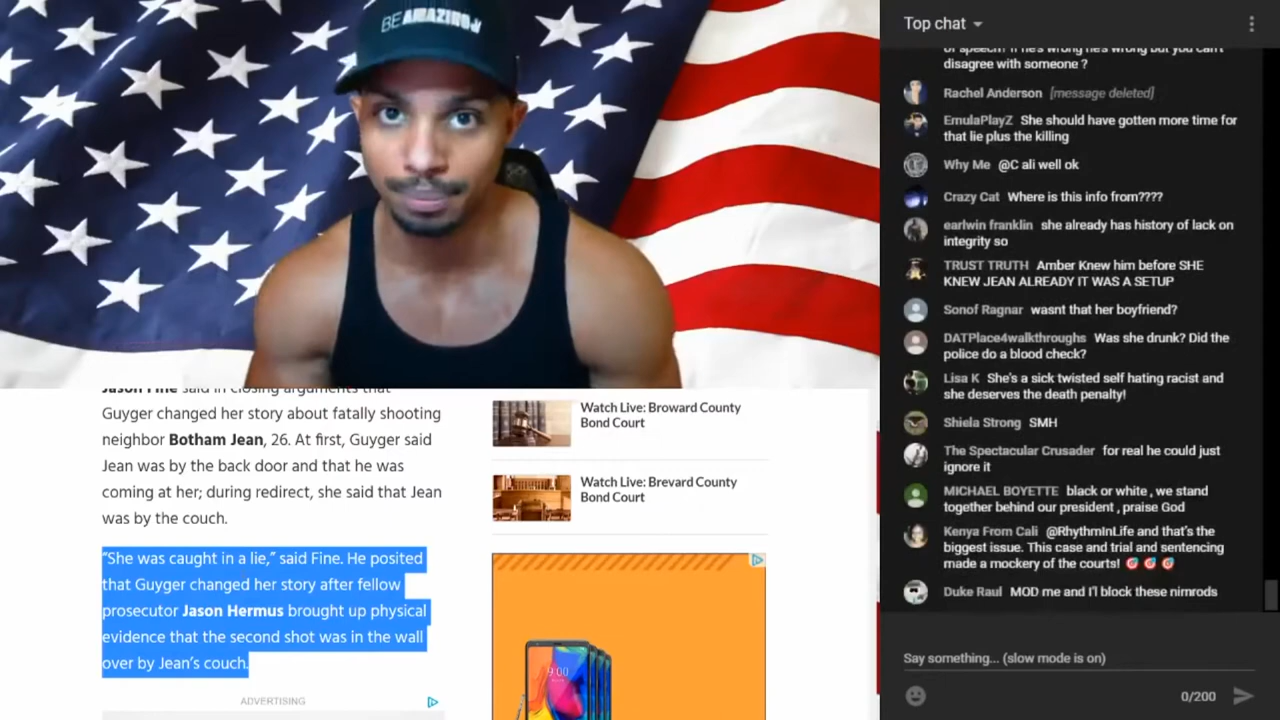 BE AMAZING
Jason Fine said in closing arguments that
Guyger changed her story about fatally shooting
neighbor Botham Jean, 26. At first, Guyger said
Jean was by the back door and that he was
coming at her; during redirect, she said that Jean
was by the couch.
“She was caught in a lie,” said Fine. He posited
that Guyger changed her story after fellow
prosecutor Jason Hermus brought up physical
evidence that the second shot was in the wall
over by Jean’s couch.
ADVERTISING
Watch Live: Broward County
Bond Court
Watch Live: Brevard County
Bond Court
9:00
Top chat
of speech? If he's wrong he's wrong but you can't
disagree with someone ?
Rachel Anderson [message deleted]
EmulaPlayZ She should have gotten more time for
that lie plus the killing
Why Me @C ali well ok
Crazy Cat Where is this info from????
earlwin franklin she already has history of lack on
integrity so
TRUST TRUTH Amber Knew him before SHE
KNEW JEAN ALREADY IT WAS A SETUP
Sonof Ragnar wasnt that her boyfriend?
DATPlace4walkthroughs Was she drunk? Did the
police do a blood check?
Lisa K She's a sick twisted self hating racist and
she deserves the death penalty!
Shiela Strong SMH
The Spectacular Crusader for real he could just
ignore it
MICHAEL BOYETTE black or white , we stand
together behind our president , praise God
Kenya From Cali @RhythmInLife and that's the
biggest issue. This case and trial and sentencing
made a mockery of the courts! 🎯 🎯 🎯
Duke Raul MOD me and I'l block these nimrods
Say something... (slow mode is on)
0/200